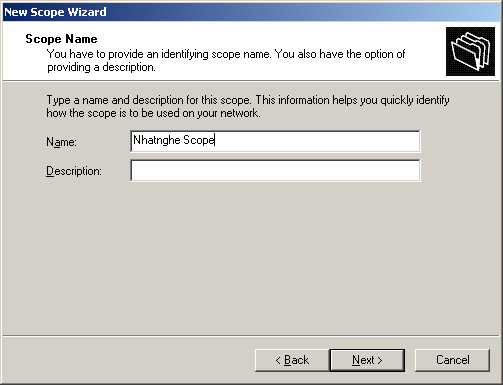 New Scope Wizard
Scope Name
You have to provide an identifying scope name. You also have the option of
providing a description.
Type a name and description for this scope. This information helps you quickly identify
how the scope is to be used on your network.
Name: Nhatnghe Scope
Description:
< Back Next > Cancel